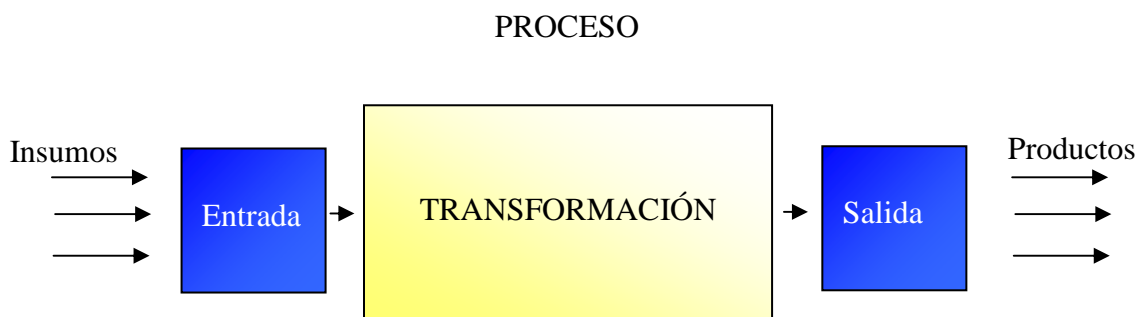 PROCESO
Insumos
Entrada
TRANSFORMACIÓN
Salida
Productos